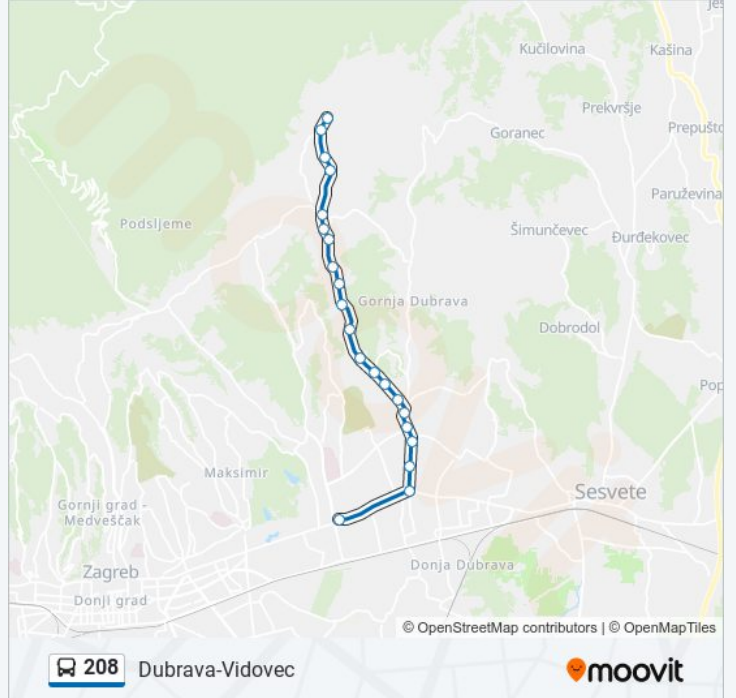 Ješ
Kučilovina
Kašina
Prekvršje
Goranec
Prepušto
Paruževina
Podsljeme
Šimunčevec
Đurđekovec
Gornja Dubrava
Dobrodol
Pop
Maksimir
Sesvete
Gornji grad -
Medveščak
Zagreb
Donja Dubrava
Donji grad
© OpenStreetMap contributors | © OpenMapTiles
208 Dubrava-Vidovec
moovit